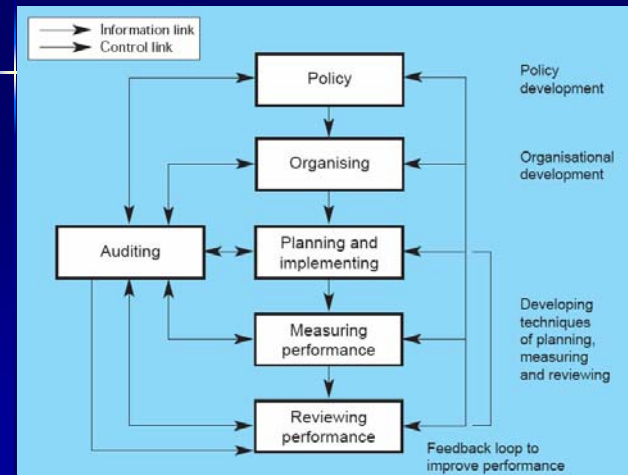 Information link
Control link
Policy
Policy
development
Organising
Organisational
development
Auditing
Planning and
implementing
Measuring
performance
Developing
techniques
of planning,
measuring
and reviewing
Reviewing
performance
Feedback loop to
improve performance